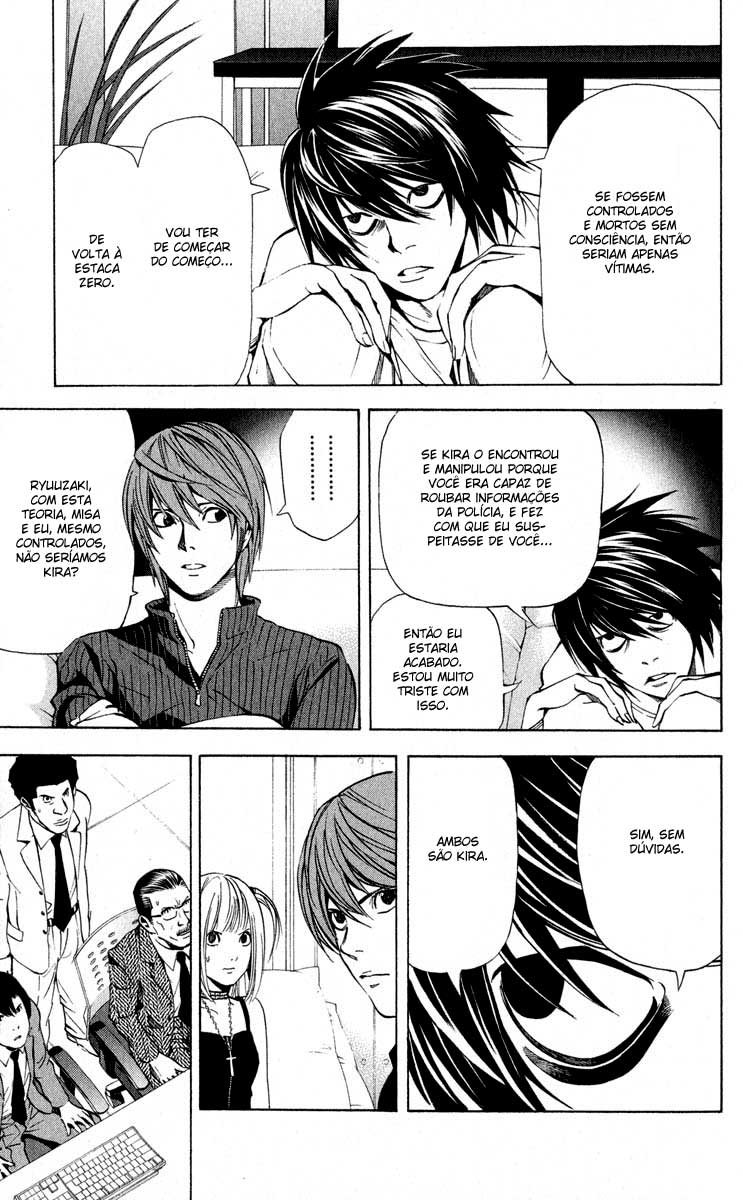 SE FOSSEM
CONTROLADOS
E MORTOS SEM
CONSCIÊNCIA, ENTÃO
SERIAM APENAS
VÍTIMAS.
VOU TER
DE COMEÇAR
DO COMEÇO...
DE
VOLTA À
ESTACA
ZERO.
SE KIRA O ENCONTROU
E MANIPULOU PORQUE
VOCÊ ERA CAPAZ DE
ROUBAR INFORMAÇÕES
DA POLÍCIA, E FEZ
COM QUE EU SUS-
PEITASSE DE VOCÊ...
ENTÃO EU
ESTARIA
ACABADO.
ESTOU MUITO
TRISTE COM
ISSO.
RYUUZAKI,
COM ESTA
TEORIA, MISA
E EU, MESMO
CONTROLADOS,
NÃO SERÍAMOS
KIRA?
SIM, SEM
DÚVIDAS.
AMBOS
SÃO KIRA.